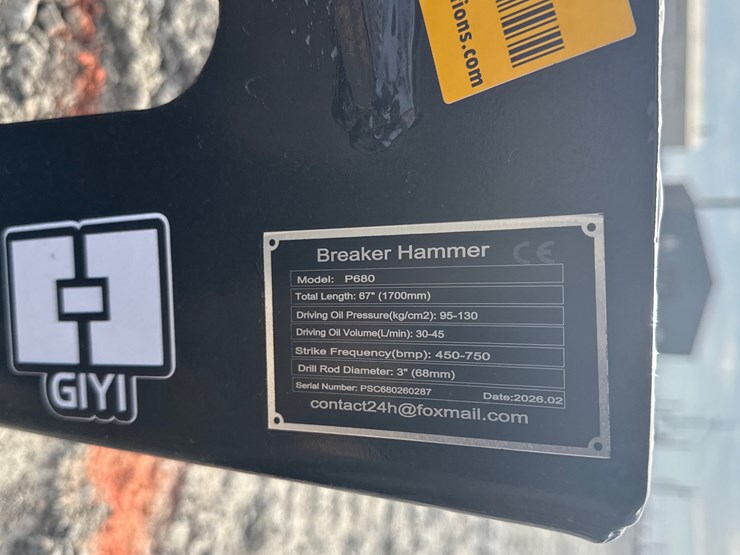 ions.com
GIYI
Breaker Hammer CE
Model: P680
Total Length: 67" (1700mm)
Driving Oil Pressure(kg/cm2): 95-130
Driving Oil Volume(L/min): 30-45
Strike Frequency(bmp): 450-750
Drill Rod Diameter: 3" (68mm)
Serial Number: PSC680260287 Date:2026.02
contact24h@foxmail.com